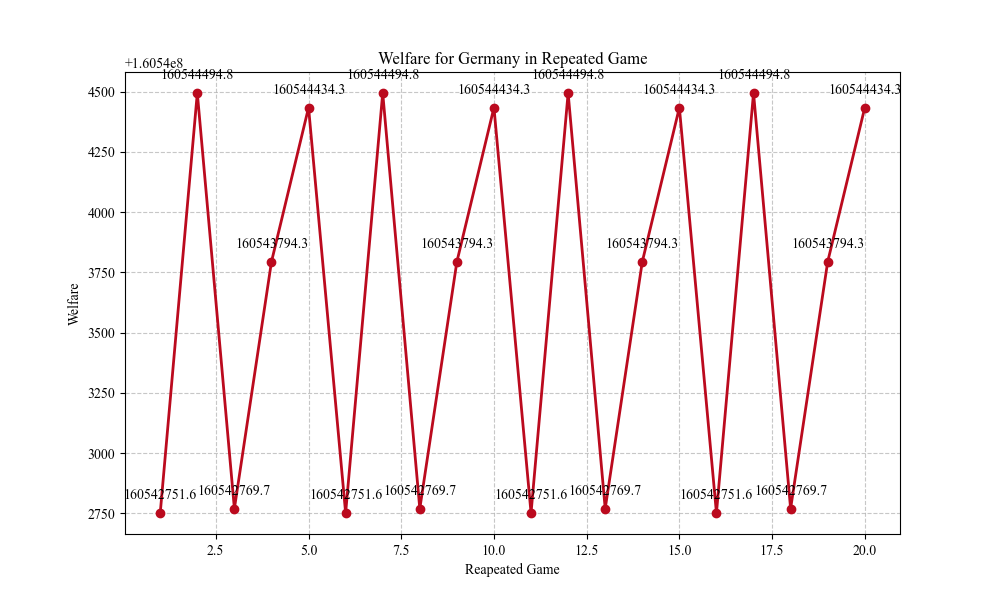 Welfare for Germany in Repeated Game
+1.6054e8
160544494.8 160544494.8 160544494.8 160544494.8
160544434.3 160544434.3 160544434.3 160544434.3
160543794.3 160543794.3 160543794.3 160543794.3
160542751.6 160542769.7 160542751.6 160542769.7 160542751.6 160542769.7 160542751.6 160542769.7
4500
4250
4000
3750
3500
3250
3000
2750
Welfare
2.5 5.0 7.5 10.0 12.5 15.0 17.5 20.0
Reapeated Game